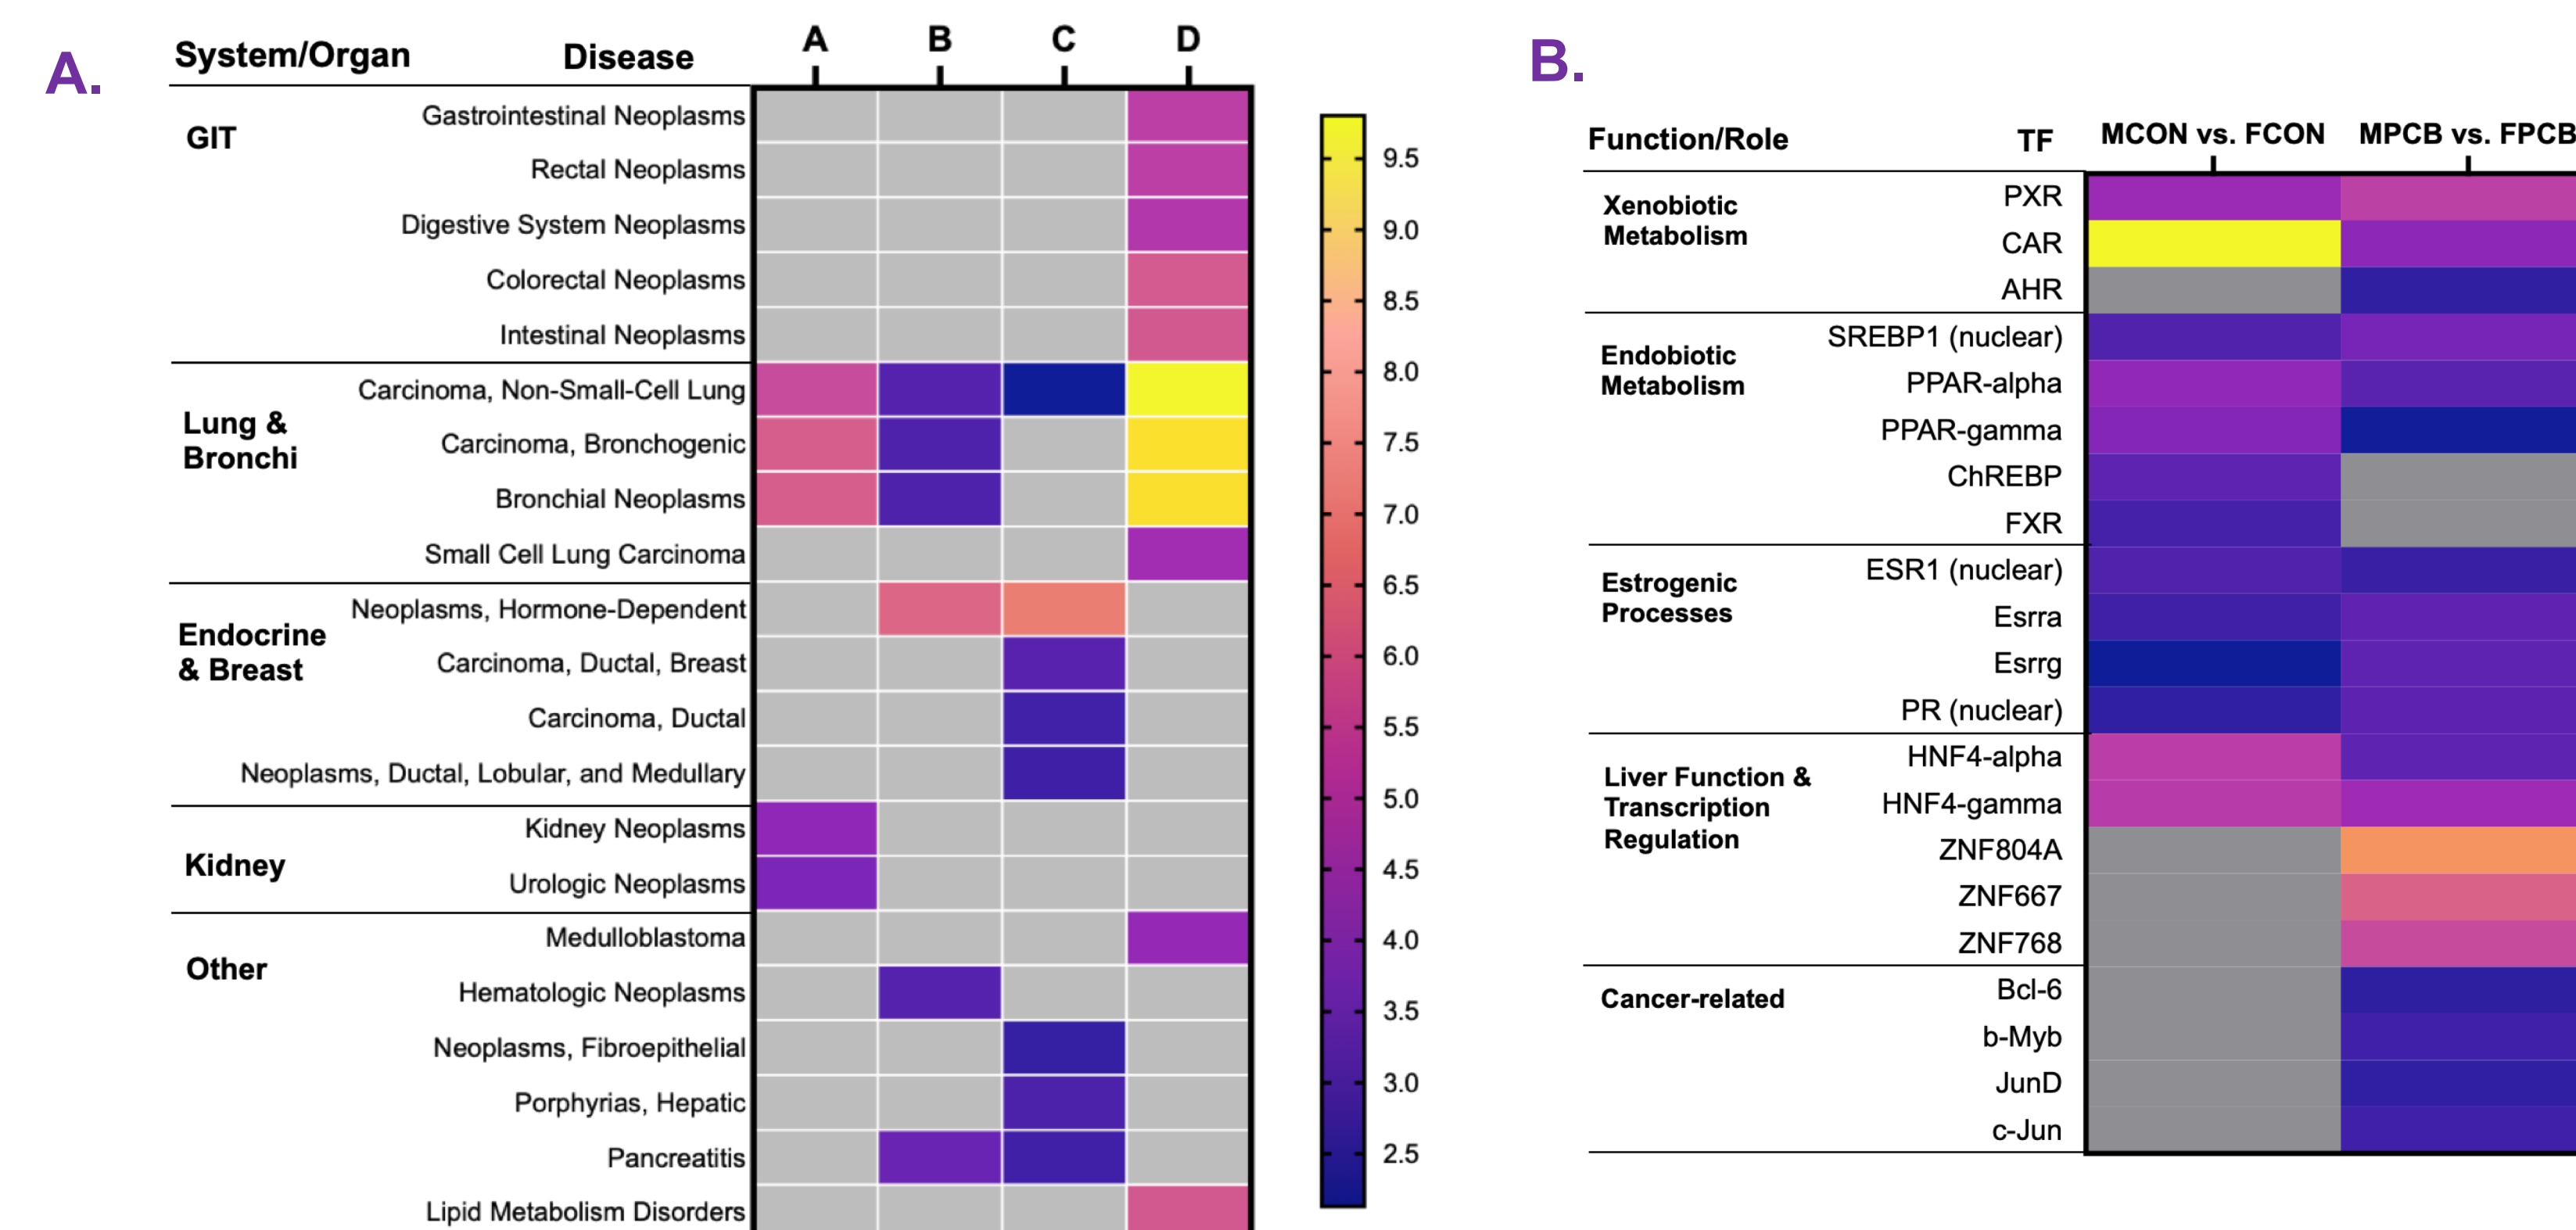 A.
System/Organ Disease A B C D
GIT
Gastrointestinal Neoplasms
Rectal Neoplasms
Digestive System Neoplasms
Colorectal Neoplasms
Intestinal Neoplasms
Lung &
Bronchi
Carcinoma, Non-Small-Cell Lung
Carcinoma, Bronchogenic
Bronchial Neoplasms
Small Cell Lung Carcinoma
Endocrine
& Breast
Neoplasms, Hormone-Dependent
Carcinoma, Ductal, Breast
Carcinoma, Ductal
Neoplasms, Ductal, Lobular, and Medullary
Kidney
Kidney Neoplasms
Urologic Neoplasms
Other
Medulloblastoma
Hematologic Neoplasms
Neoplasms, Fibroepithelial
Porphyrias, Hepatic
Pancreatitis
Lipid Metabolism Disorders
9.5
9.0
8.5
8.0
7.5
7.0
6.5
6.0
5.5
5.0
4.5
4.0
3.5
3.0
2.5
B.
Function/Role TF MCON vs. FCON MPCB vs. FPCB
Xenobiotic
Metabolism
PXR
CAR
AHR
Endobiotic
Metabolism
SREBP1 (nuclear)
PPAR-alpha
PPAR-gamma
ChREBP
FXR
Estrogenic
Processes
ESR1 (nuclear)
Esrra
Esrrg
PR (nuclear)
Liver Function &
Transcription
Regulation
HNF4-alpha
HNF4-gamma
ZNF804A
ZNF667
ZNF768
Cancer-related
Bcl-6
b-Myb
JunD
c-Jun